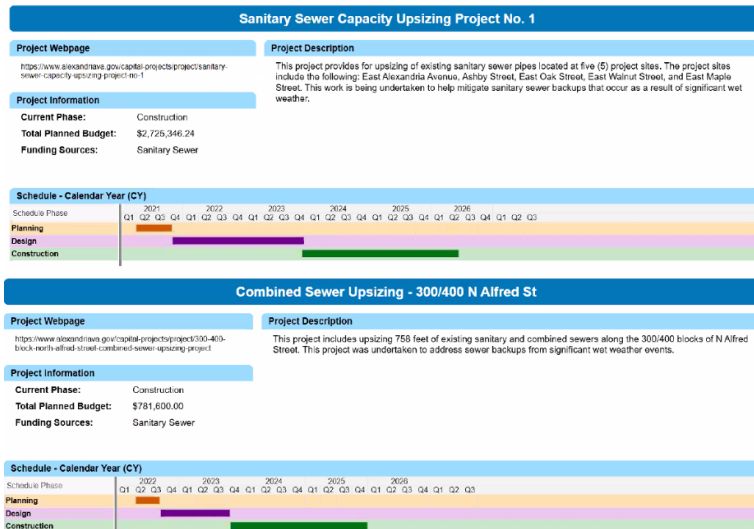 Sanitary Sewer Capacity Upsizing Project No. 1
Project Webpage
https://www.alexandriava.gov/capital-projects/project/sanitary-
sewer-capacity-upsizing-project-no-1
Project Description
This project provides for upsizing of existing sanitary sewer pipes located at five (5) project sites. The project sites
include the following: East Alexandria Avenue, Ashby Street, East Oak Street, East Walnut Street, and East Maple
Street. This work is being undertaken to help mitigate sanitary sewer backups that occur as a result of significant wet
weather.
Project Information
Current Phase: Construction
Total Planned Budget: $2,725,346.24
Funding Sources: Sanitary Sewer
Schedule - Calendar Year (CY)
Schedule Phase 2021 2022 2023 2024 2025 2026
Q1 Q2 Q3 Q4 Q1 Q2 Q3 Q4 Q1 Q2 Q3 Q4 Q1 Q2 Q3 Q4 Q1 Q2 Q3 Q4 Q1 Q2 Q3 Q4 Q1 Q2 Q3
Planning
Design
Construction
Combined Sewer Upsizing - 300/400 N Alfred St
Project Webpage
https://www.alexandriava.gov/capital-projects/project/300-400-
block-north-alfred-street-combined-sewer-upsizing-project
Project Description
This project includes upsizing 758 feet of existing sanitary and combined sewers along the 300/400 blocks of N Alfred
Street. This project was undertaken to address sewer backups from significant wet weather events.
Project Information
Current Phase: Construction
Total Planned Budget: $781,600.00
Funding Sources: Sanitary Sewer
Schedule - Calendar Year (CY)
Schedule Phase 2022 2023 2024 2025 2026
Q1 Q2 Q3 Q4 Q1 Q2 Q3 Q4 Q1 Q2 Q3 Q4 Q1 Q2 Q3 Q4 Q1 Q2 Q3 Q4 Q1 Q2 Q3
Planning
Design
Construction